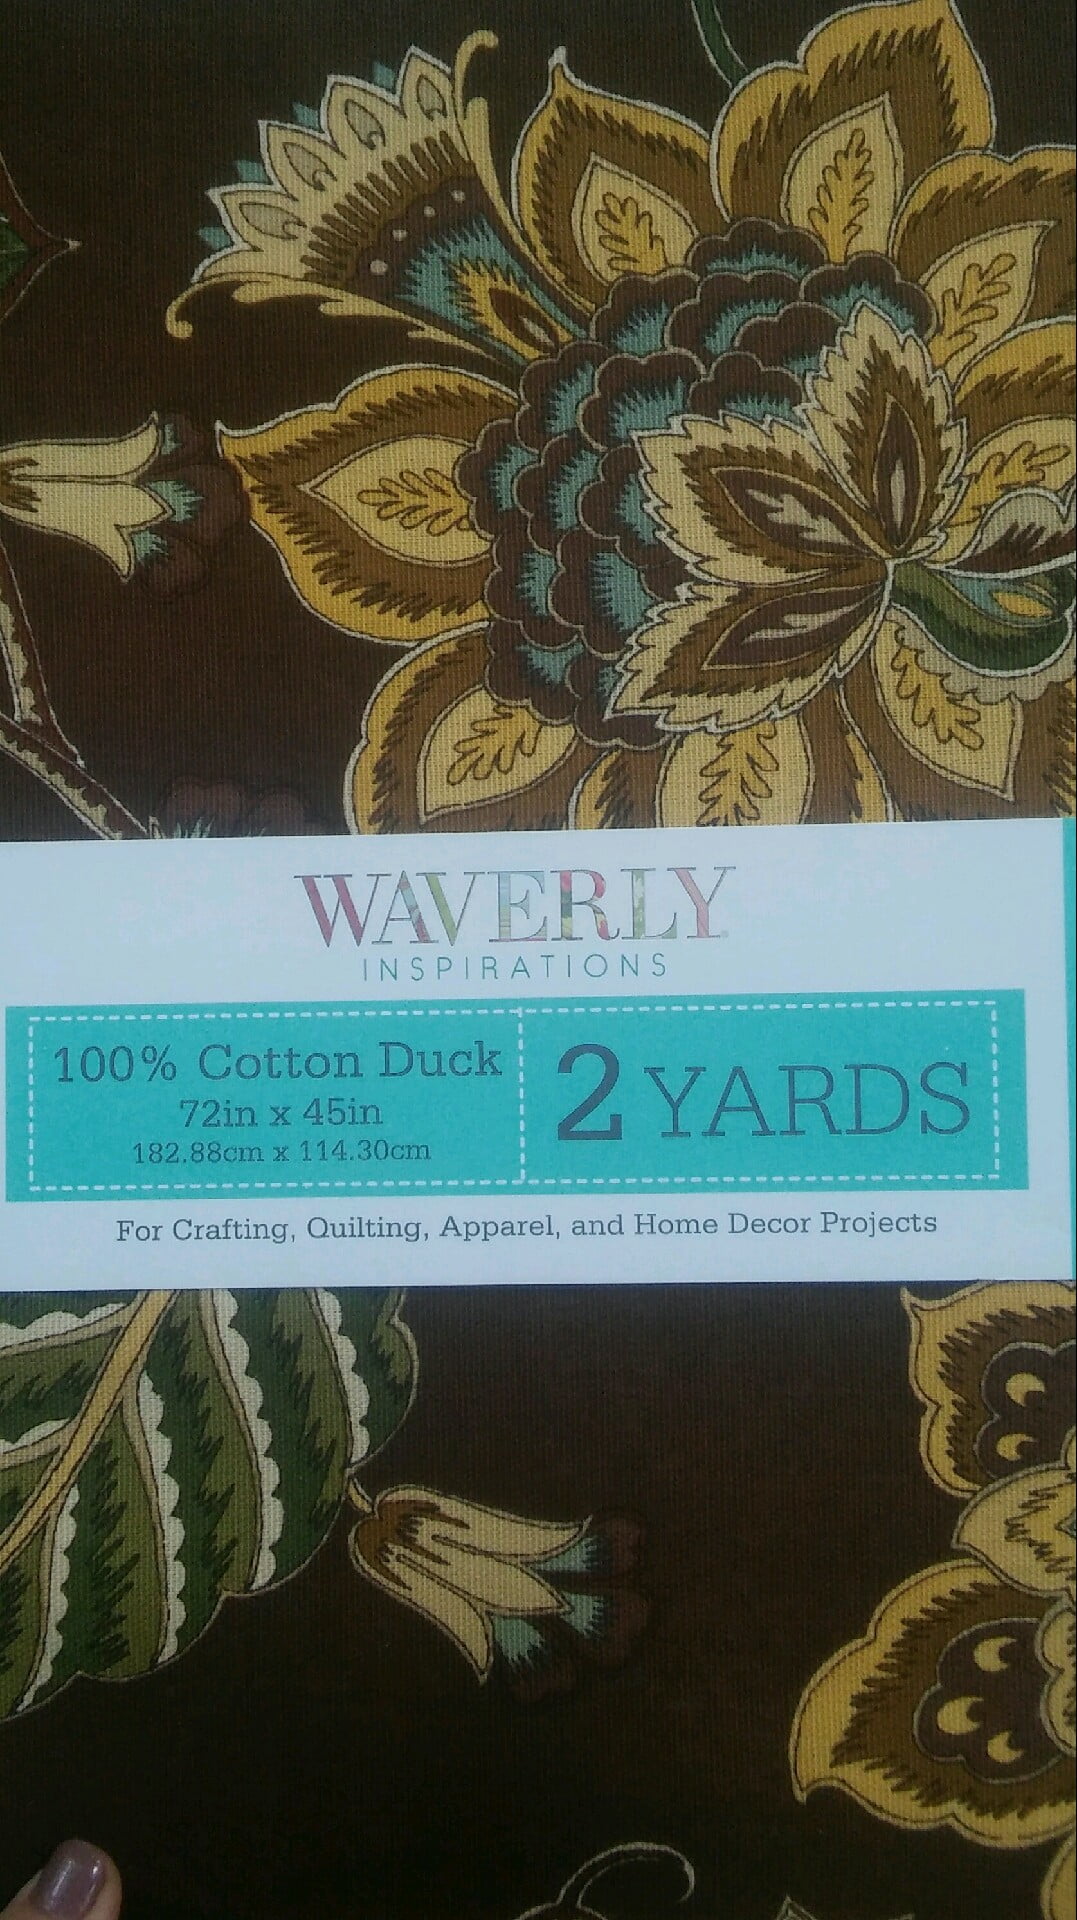 WAVERLY
INSPIRATIONS
100% Cotton Duck
72in x 45in
182.88cm x 114.30cm
2 YARDS
For Crafting, Quilting, Apparel, and Home Decor Projects